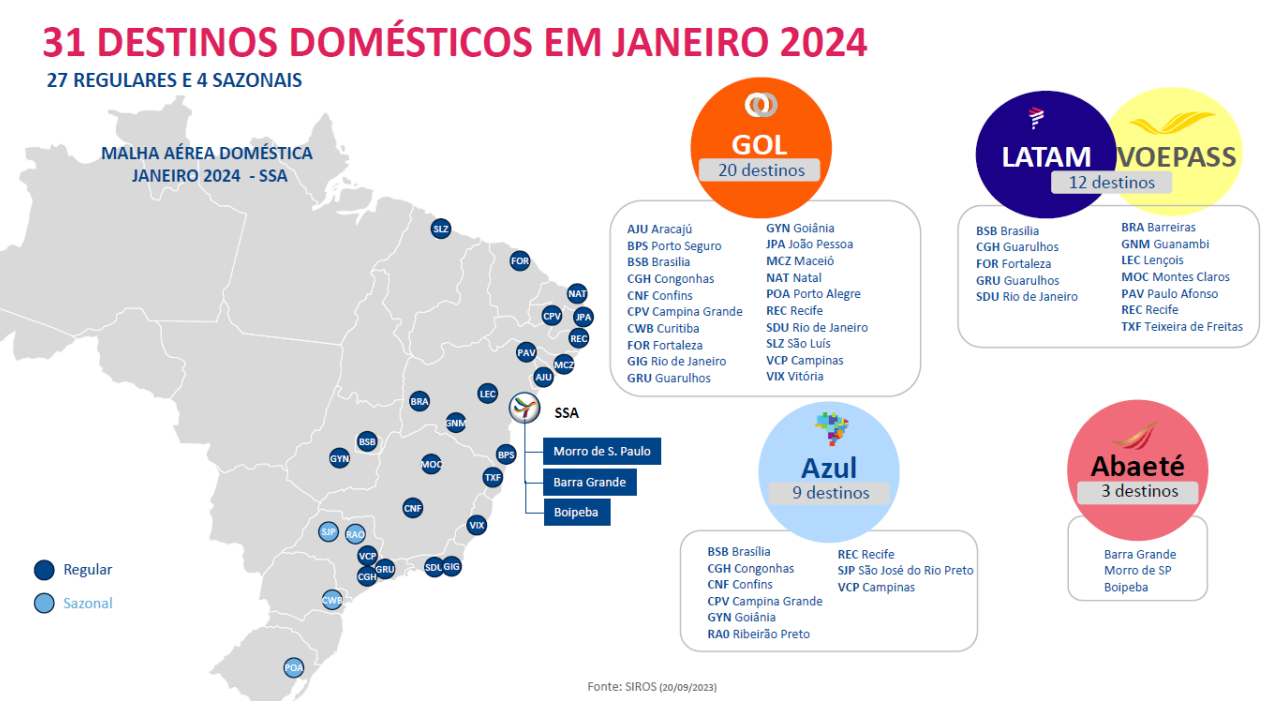 31 DESTINOS DOMÉSTICOS EM JANEIRO 2024
27 REGULARES E 4 SAZONAIS
MALHA AÉREA DOMÉSTICA
JANEIRO 2024 - SSA
SLZ
FOR
NAT
CPV
JPA
REC
PAV
MCZ
AJU
LEC
BRA
SSA
GNM
BSB
GYN
MOC
BPS
TXF
CNF
VIX
SJP
RAO
VCP
GRU
CGH
SDU
GIG
CWB
POA
Morro de S. Paulo
Barra Grande
Boipeba
Regular
Sazonal
GOL
20 destinos
AJU Aracajú
BPS Porto Seguro
BSB Brasilia
CGH Congonhas
CNF Confins
CPV Campina Grande
CWB Curitiba
FOR Fortaleza
GIG Rio de Janeiro
GRU Guarulhos
GYN Goiânia
JPA João Pessoa
MCZ Maceió
NAT Natal
POA Porto Alegre
REC Recife
SDU Rio de Janeiro
SLZ São Luís
VCP Campinas
VIX Vitória
LATAM
VOEPASS
12 destinos
BSB Brasilia
CGH Guarulhos
FOR Fortaleza
GRU Guarulhos
SDU Rio de Janeiro
BRA Barreiras
GNM Guanambi
LEC Lençois
MOC Montes Claros
PAV Paulo Afonso
REC Recife
TXF Teixeira de Freitas
Azul
9 destinos
BSB Brasília
CGH Congonhas
CNF Confins
CPV Campina Grande
GYN Goiânia
RA0 Ribeirão Preto
REC Recife
SJP São José do Rio Preto
VCP Campinas
Abaeté
3 destinos
Barra Grande
Morro de SP
Boipeba
Fonte: SIROS (20/09/2023)